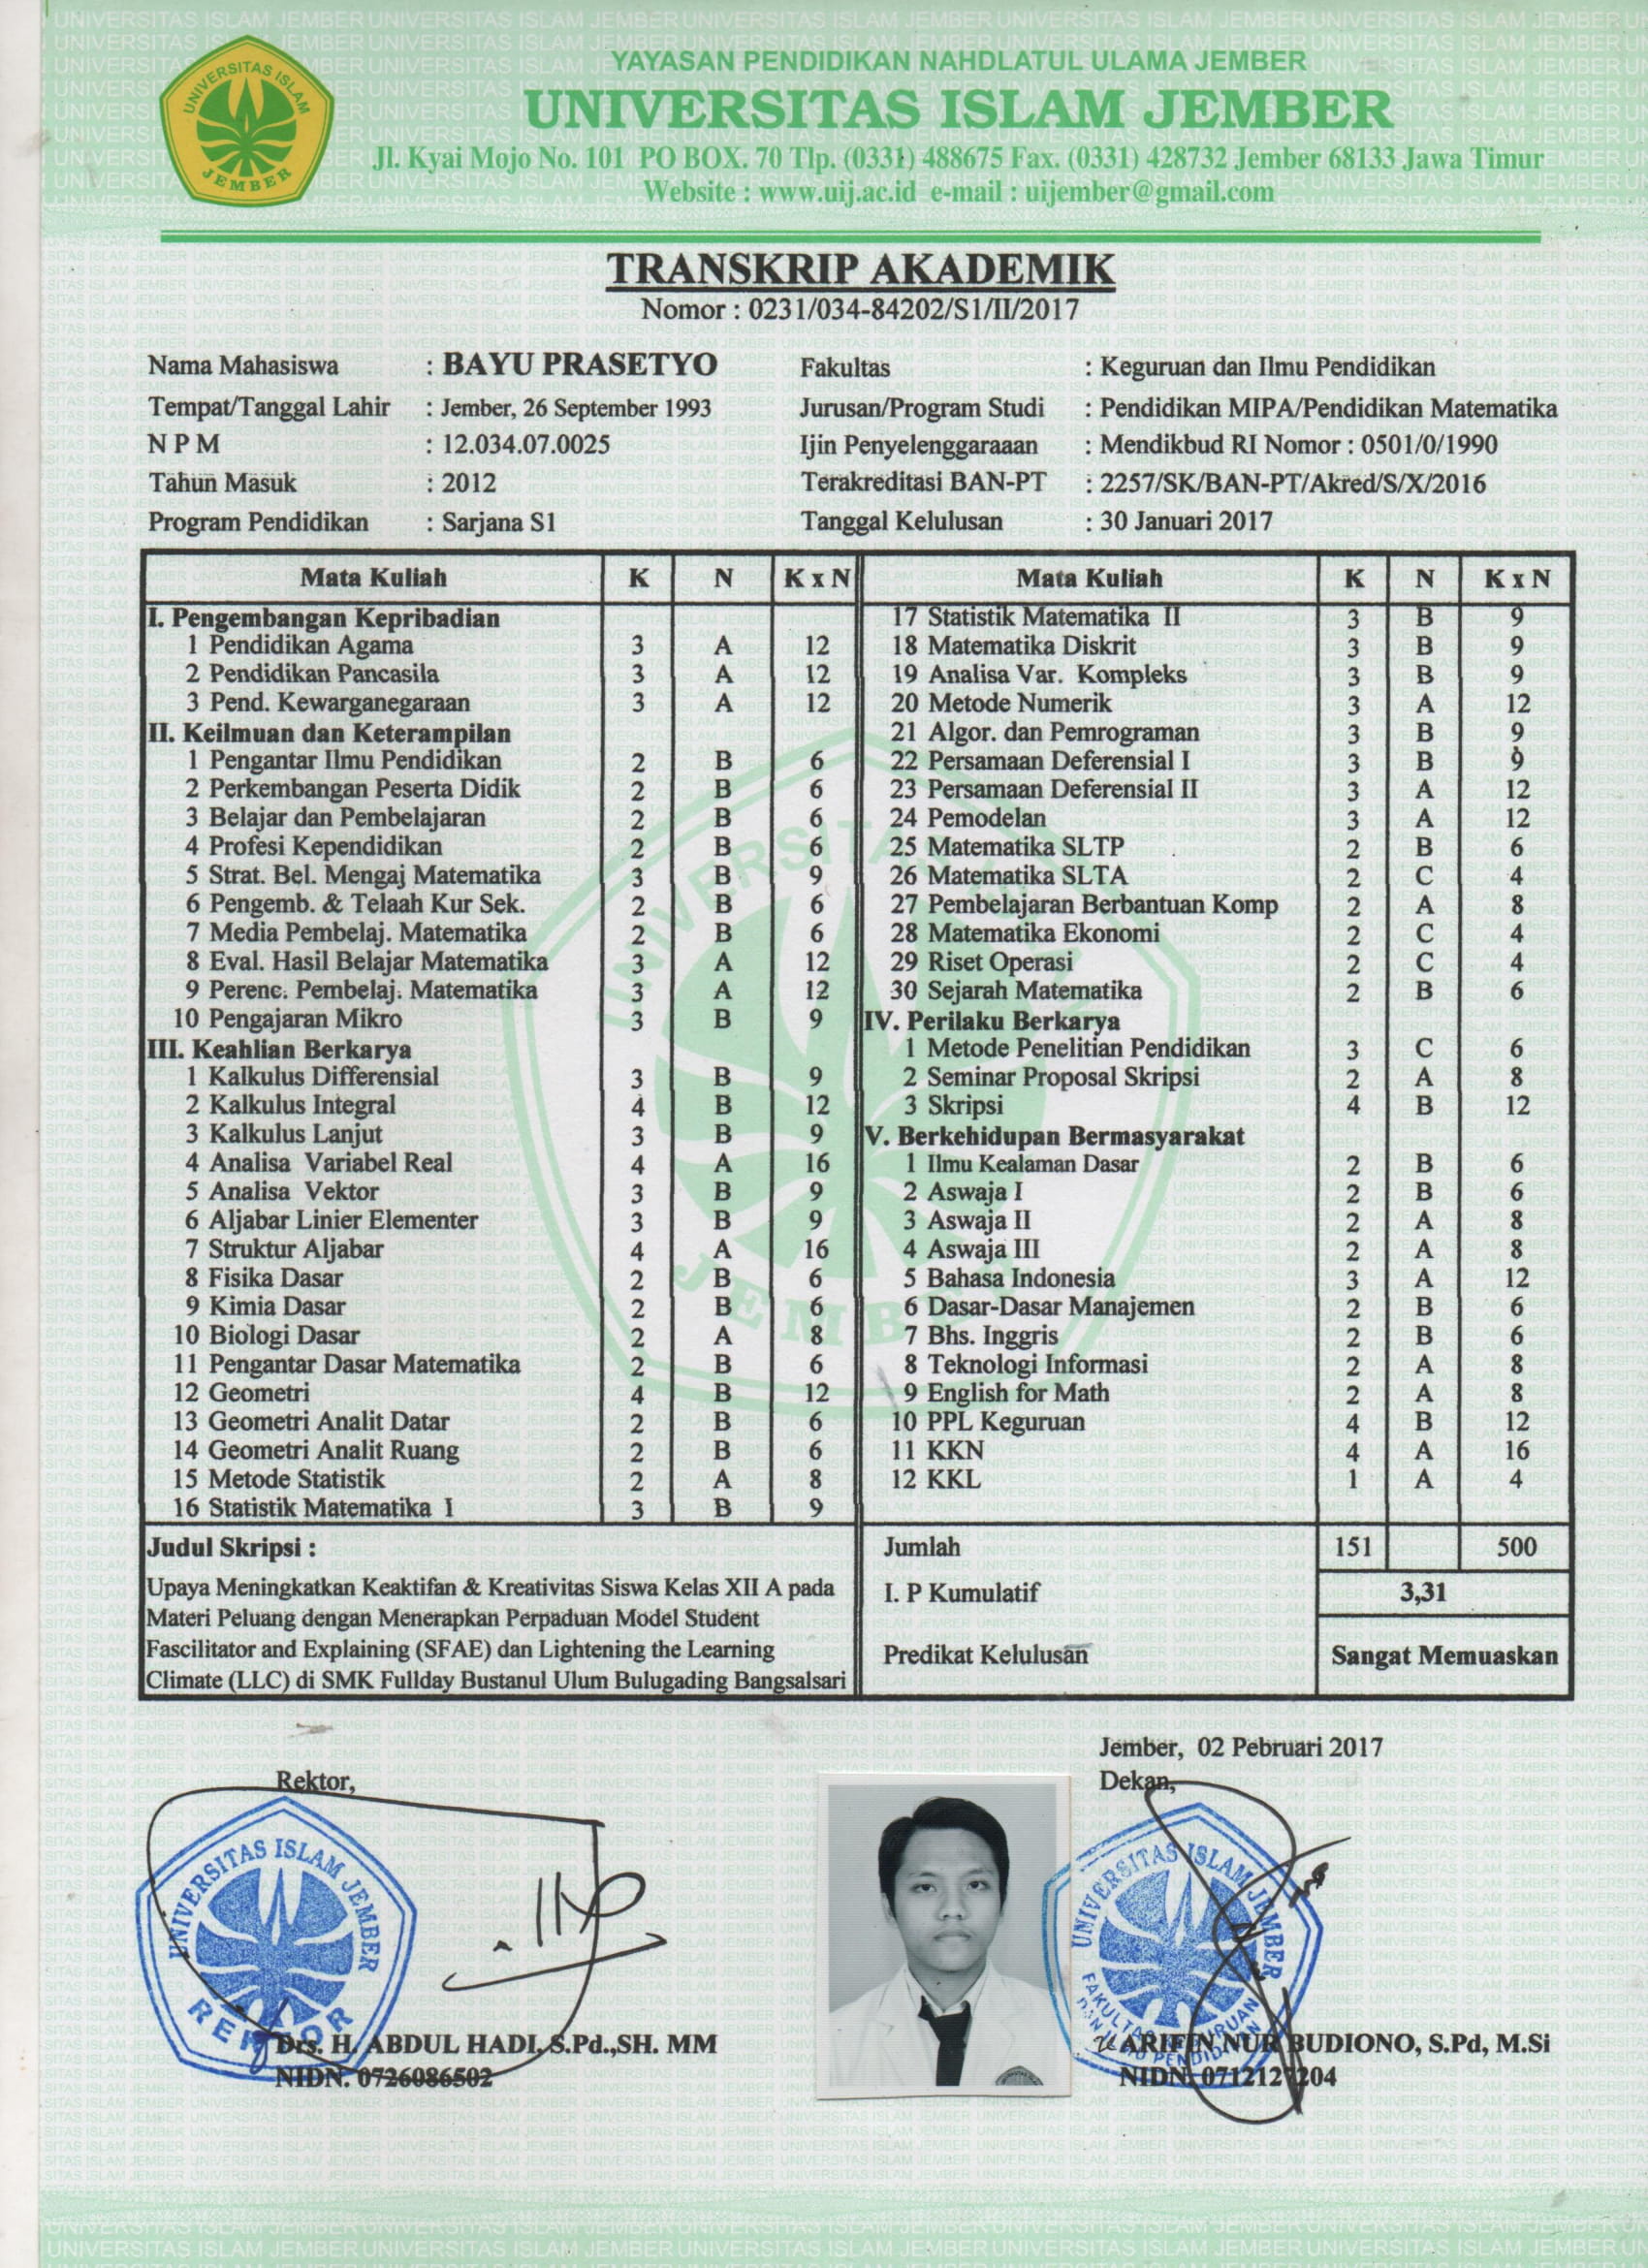 YAYASAN PENDIDIKAN NAHDLATUL ULAMA JEMBER
UNIVERSITAS ISLAM JEMBER
Jl. Kyai Mojo No. 101 PO BOX. 70 Tlp. (0331) 488675 Fax. (0331) 428732 Jember 68133 Jawa Timur
Website : www.uij.ac.id e-mail : uijember@gmail.com
UNIVERSITAS ISLAM
JEMBER
TRANSKRIP AKADEMIK
Nomor : 0231/034-84202/S1/II/2017
Nama Mahasiswa : BAYU PRASETYO
Tempat/Tanggal Lahir : Jember, 26 September 1993
N P M : 12.034.07.0025
Tahun Masuk : 2012
Program Pendidikan : Sarjana S1
Fakultas : Keguruan dan Ilmu Pendidikan
Jurusan/Program Studi : Pendidikan MIPA/Pendidikan Matematika
Ijin Penyelenggaraaan : Mendikbud RI Nomor : 0501/0/1990
Terakreditasi BAN-PT : 2257/SK/BAN-PT/Akred/S/X/2016
Tanggal Kelulusan : 30 Januari 2017
Mata Kuliah K N K x N
I. Pengembangan Kepribadian
1 Pendidikan Agama 3 A 12
2 Pendidikan Pancasila 3 A 12
3 Pend. Kewarganegaraan 3 A 12
II. Keilmuan dan Keterampilan
1 Pengantar Ilmu Pendidikan 2 B 6
2 Perkembangan Peserta Didik 2 B 6
3 Belajar dan Pembelajaran 2 B 6
4 Profesi Kependidikan 2 B 6
5 Strat. Bel. Mengaj Matematika 3 B 9
6 Pengemb. & Telaah Kur Sek. 2 B 6
7 Media Pembelaj. Matematika 2 B 6
8 Eval. Hasil Belajar Matematika 3 A 12
9 Perenc. Pembelaj. Matematika 3 A 12
10 Pengajaran Mikro 3 B 9
III. Keahlian Berkarya
1 Kalkulus Differensial 3 B 9
2 Kalkulus Integral 4 B 12
3 Kalkulus Lanjut 3 B 9
4 Analisa Variabel Real 4 A 16
5 Analisa Vektor 3 B 9
6 Aljabar Linier Elementer 3 B 9
7 Struktur Aljabar 4 A 16
8 Fisika Dasar 2 B 6
9 Kimia Dasar 2 B 6
10 Biologi Dasar 2 A 8
11 Pengantar Dasar Matematika 2 B 6
12 Geometri 4 B 12
13 Geometri Analit Datar 2 B 6
14 Geometri Analit Ruang 2 B 6
15 Metode Statistik 2 A 8
16 Statistik Matematika I 3 B 9
Mata Kuliah K N K x N
17 Statistik Matematika II 3 B 9
18 Matematika Diskrit 3 B 9
19 Analisa Var. Kompleks 3 B 9
20 Metode Numerik 3 A 12
21 Algor. dan Pemrograman 3 B 9
22 Persamaan Deferensial I 3 B 9
23 Persamaan Deferensial II 3 A 12
24 Pemodelan 3 A 12
25 Matematika SLTP 2 B 6
26 Matematika SLTA 2 C 4
27 Pembelajaran Berbantuan Komp 2 A 8
28 Matematika Ekonomi 2 C 4
29 Riset Operasi 2 C 4
30 Sejarah Matematika 2 B 6
IV. Perilaku Berkarya
1 Metode Penelitian Pendidikan 3 C 6
2 Seminar Proposal Skripsi 2 A 8
3 Skripsi 4 B 12
V. Berkehidupan Bermasyarakat
1 Ilmu Kealaman Dasar 2 B 6
2 Aswaja I 2 B 6
3 Aswaja II 2 A 8
4 Aswaja III 2 A 8
5 Bahasa Indonesia 3 A 12
6 Dasar-Dasar Manajemen 2 B 6
7 Bhs. Inggris 2 B 6
8 Teknologi Informasi 2 A 8
9 English for Math 2 A 8
10 PPL Keguruan 4 B 12
11 KKN 4 A 16
12 KKL 1 A 4
Judul Skripsi :
Upaya Meningkatkan Keaktifan & Kreativitas Siswa Kelas XII A pada
Materi Peluang dengan Menerapkan Perpaduan Model Student
Fascilitator and Explaining (SFAE) dan Lightening the Learning
Climate (LLC) di SMK Fullday Bustanul Ulum Bulugading Bangsalsari
Jumlah 151 500
I. P Kumulatif 3,31
Predikat Kelulusan Sangat Memuaskan
Jember, 02 Pebruari 2017
Rektor,
Dekan,
UNIVERSITAS ISLAM JEMBER
REKTOR
UNIVERSITAS ISLAM JEMBER
FAKULTAS KEGURUAN
DAN ILMU PENDIDIKAN
Drs. H. ABDUL HADI, S.Pd.,SH. MM
NIDN. 0726086502
ARIFIN NUR BUDIONO, S.Pd, M.Si
NIDN. 0712127204